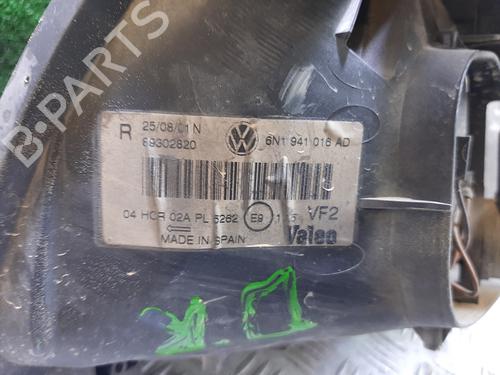 B-PARTS
R 25/08/01 N 6N1 941 016 AD
89302820
04 HCR 02A PL 5262 E9 VF2
MADE IN SPAIN Valeo